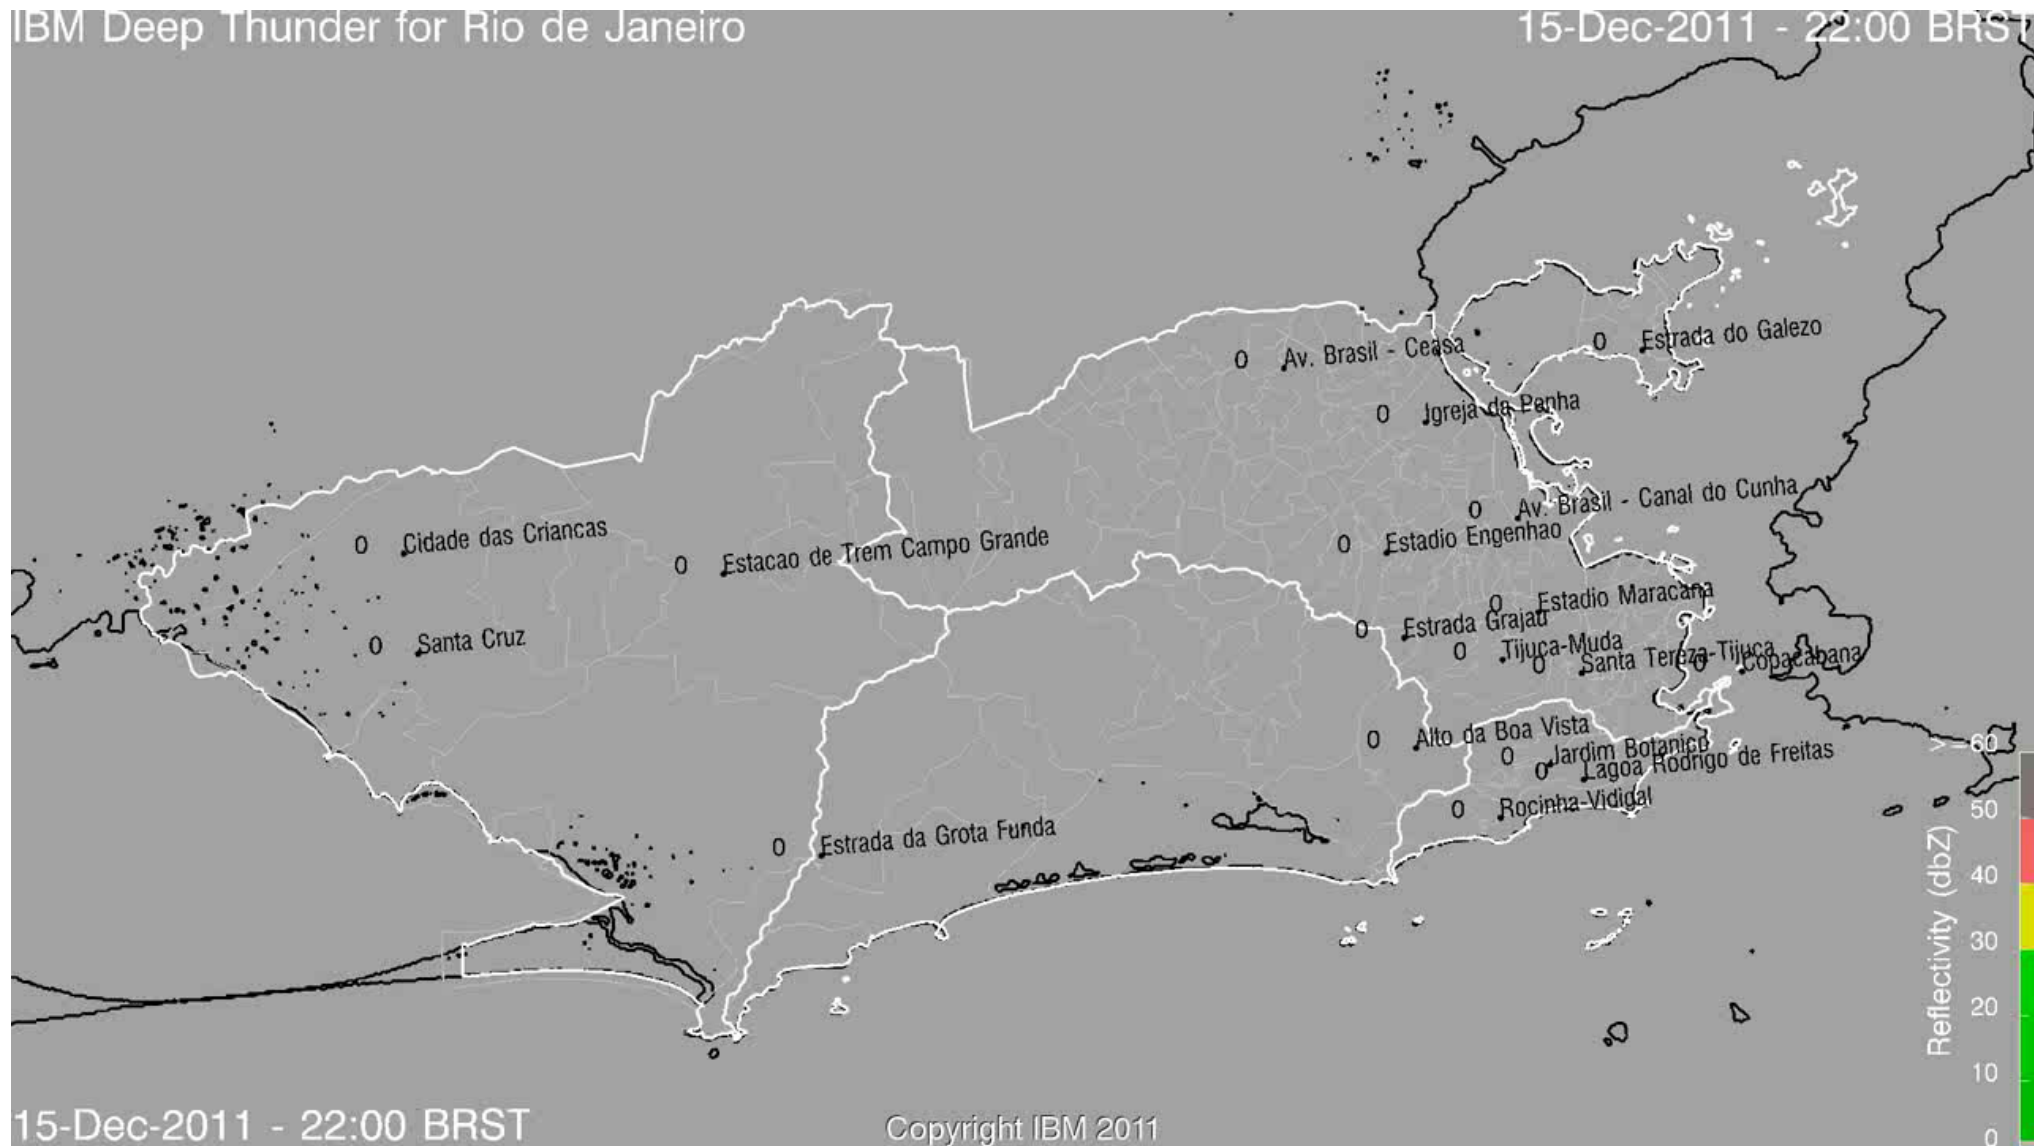 IBM Deep Thunder for Rio de Janeiro
15-Dec-2011 - 22:00 BRST
0 Estrada do Galezo
0 Av. Brasil - Ceasa
0 Igreja da Penha
0 Av. Brasil - Canal do Cunha
0 Cidade das Criancas
0 Estacao de Trem Campo Grande
0 Estadio Engenhao
0 Estadio Maracana
0 Estrada Grajau
0 Santa Cruz
0 Tijuca-Muda
0 Santa Tereza-Tijuca
0 Copacabana
0 Alto da Boa Vista
0 Jardim Botanico
0 Lagoa Rodrigo de Freitas
0 Rocinha-Vidigal
0 Estrada da Grota Funda
Reflectivity (dbZ)
>=60
50
40
30
20
10
0
15-Dec-2011 - 22:00 BRST
Copyright IBM 2011